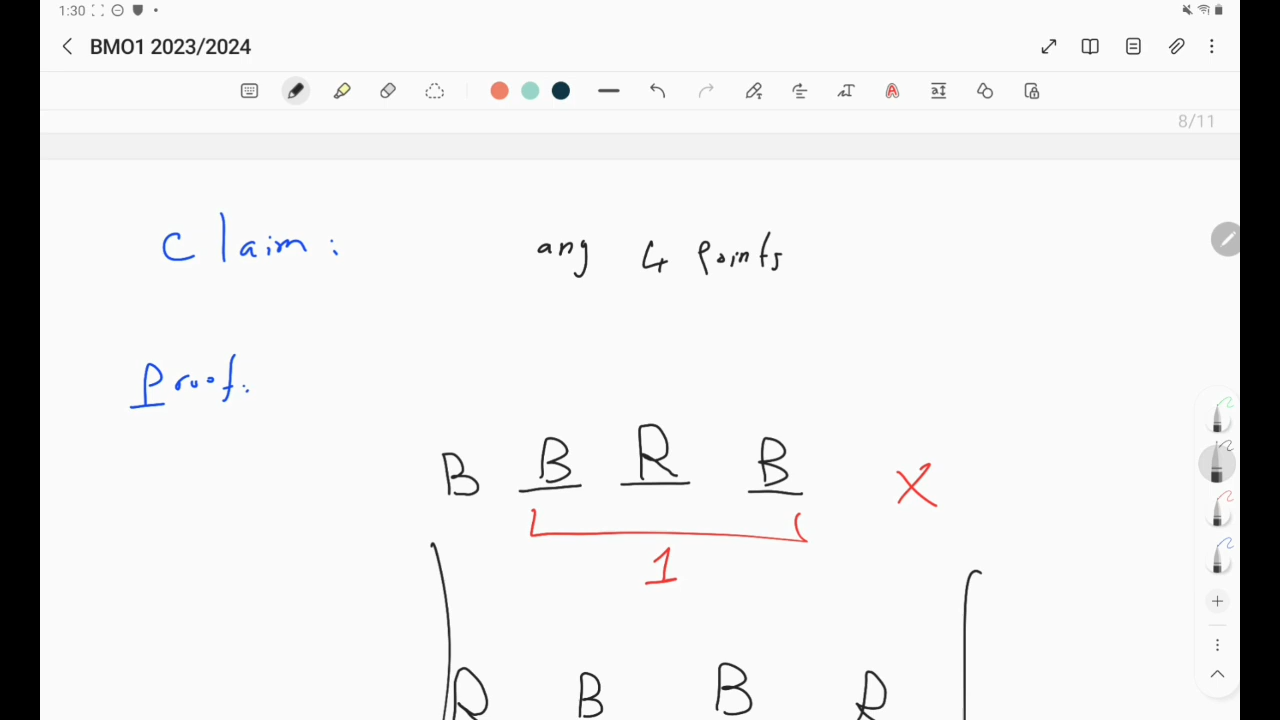 1:30
BMO1 2023/2024
8/11
Claim: any 4 points
Proof:
B B R B X
1
R B B R